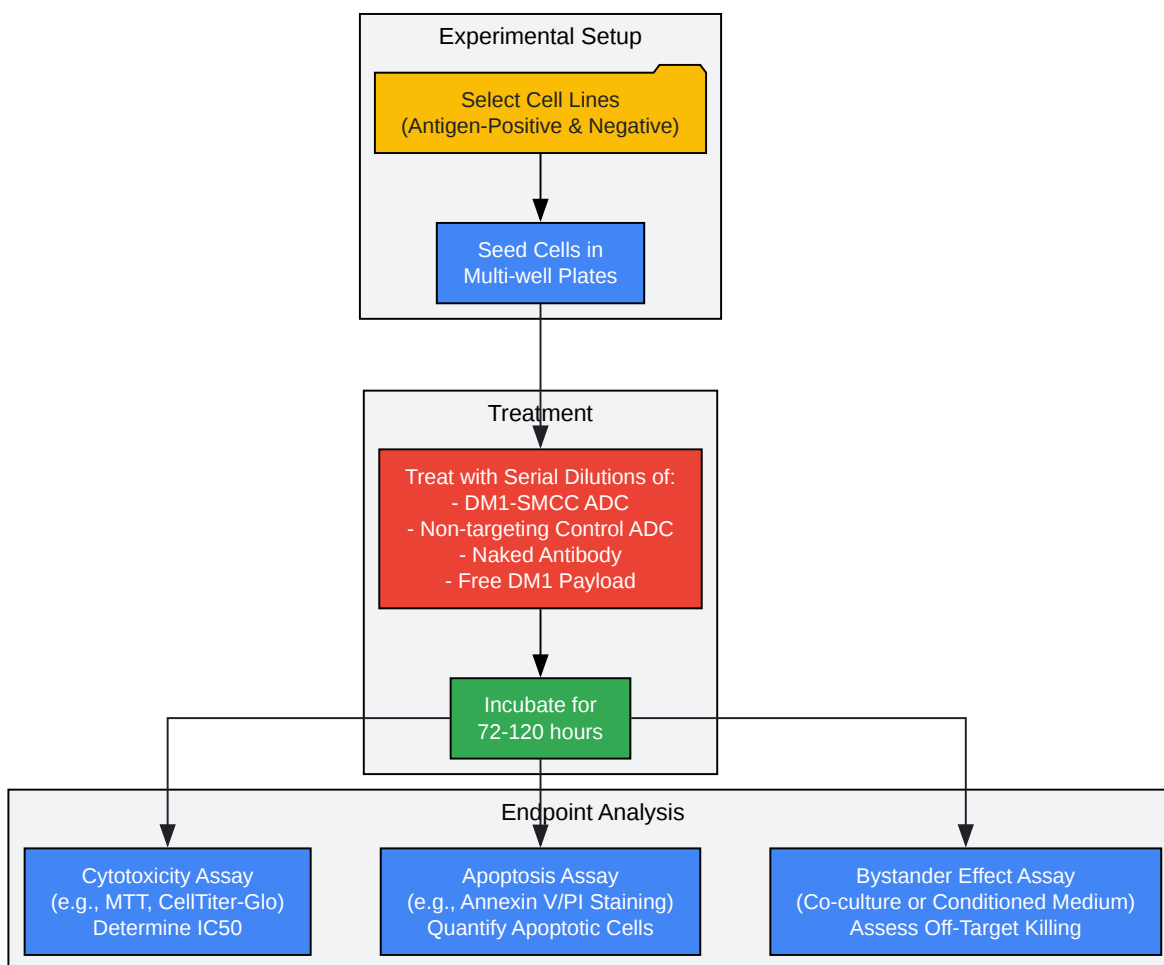 Experimental Setup
Select Cell Lines
(Antigen-Positive & Negative)
Seed Cells in
Multi-well Plates
Treatment
Treat with Serial Dilutions of:
- DM1-SMCC ADC
- Non-targeting Control ADC
- Naked Antibody
- Free DM1 Payload
Incubate for
72-120 hours
Endpoint Analysis
Cytotoxicity Assay
(e.g., MTT, CellTiter-Glo)
Determine IC50
Apoptosis Assay
(e.g., Annexin V/PI Staining)
Quantify Apoptotic Cells
Bystander Effect Assay
(Co-culture or Conditioned Medium)
Assess Off-Target Killing